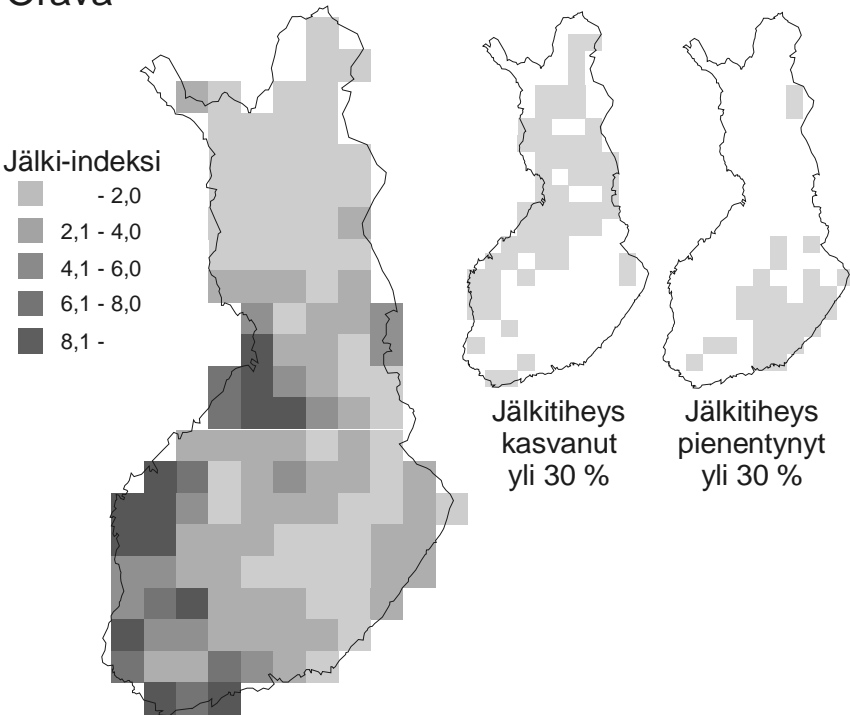 Orava
Jälki-indeksi
- 2,0
2,1 - 4,0
4,1 - 6,0
6,1 - 8,0
8,1 -
Jälkitiheys
kasvanut
yli 30 %
Jälkitiheys
pienentynyt
yli 30 %